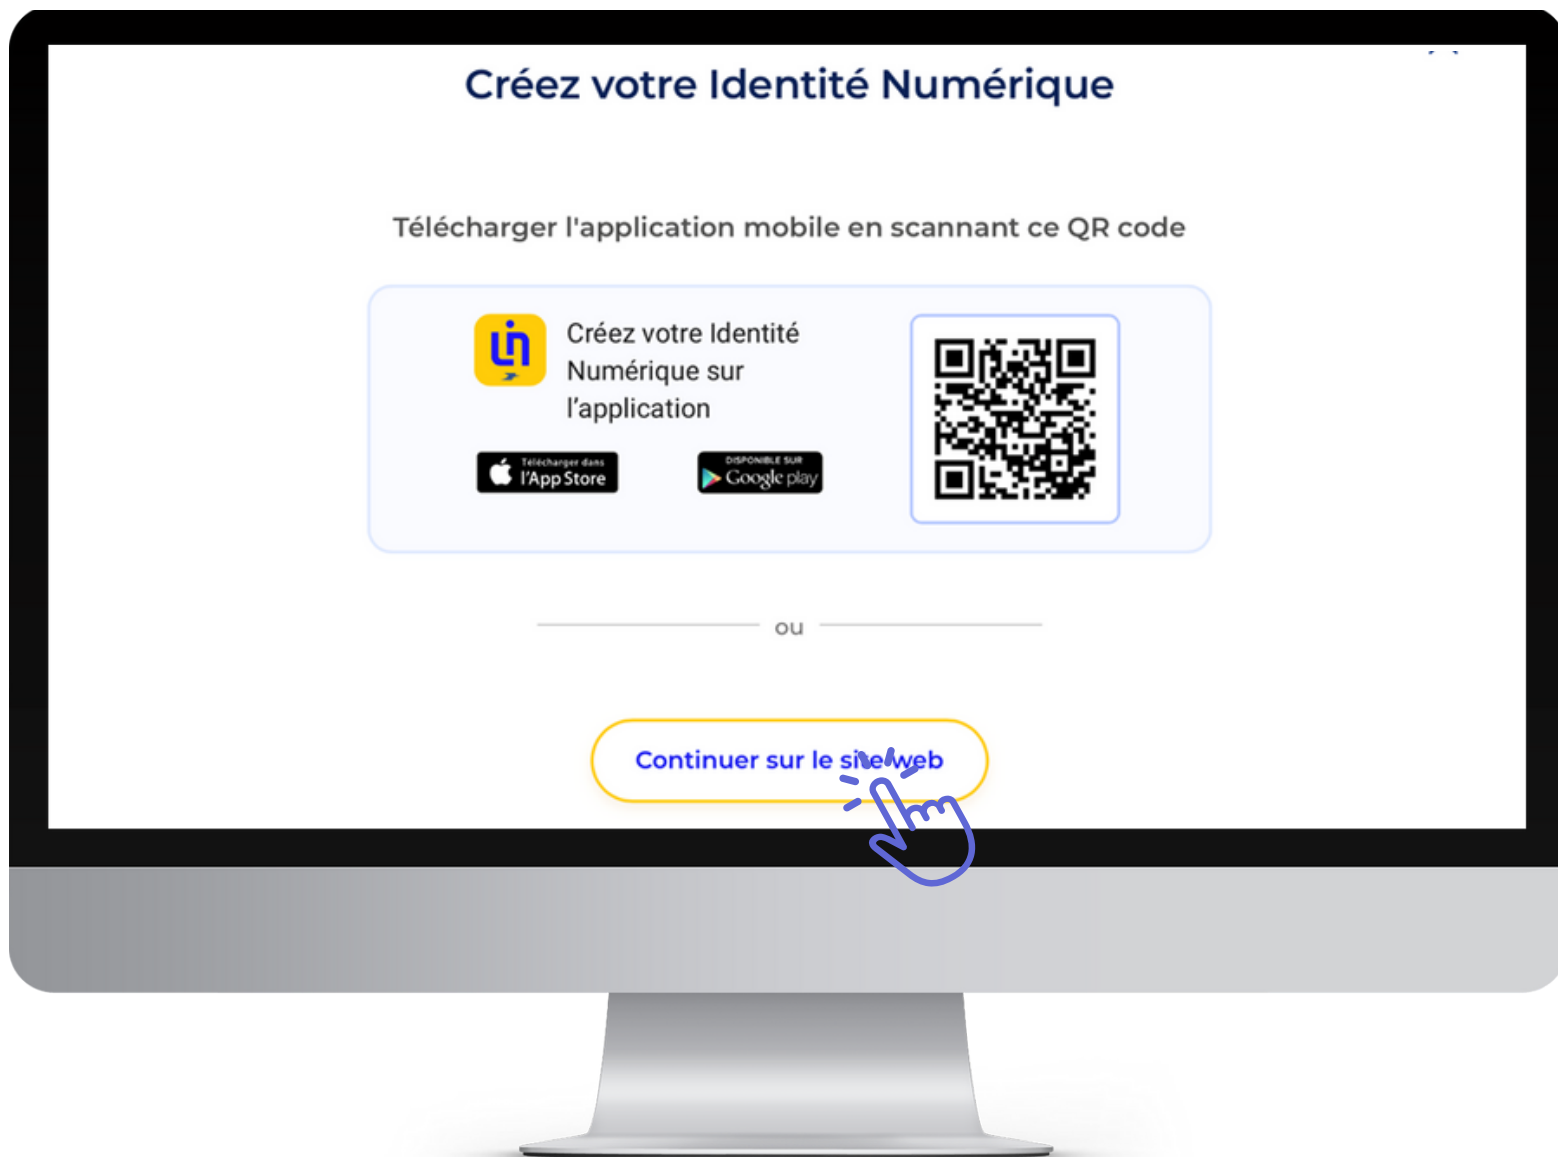 Créez votre Identité Numérique
Télécharger l'application mobile en scannant ce QR code
Créez votre Identité
Numérique sur
l’application
Télécharger dans
l'App Store
DISPONIBLE SUR
Google play
ou
Continuer sur le site web